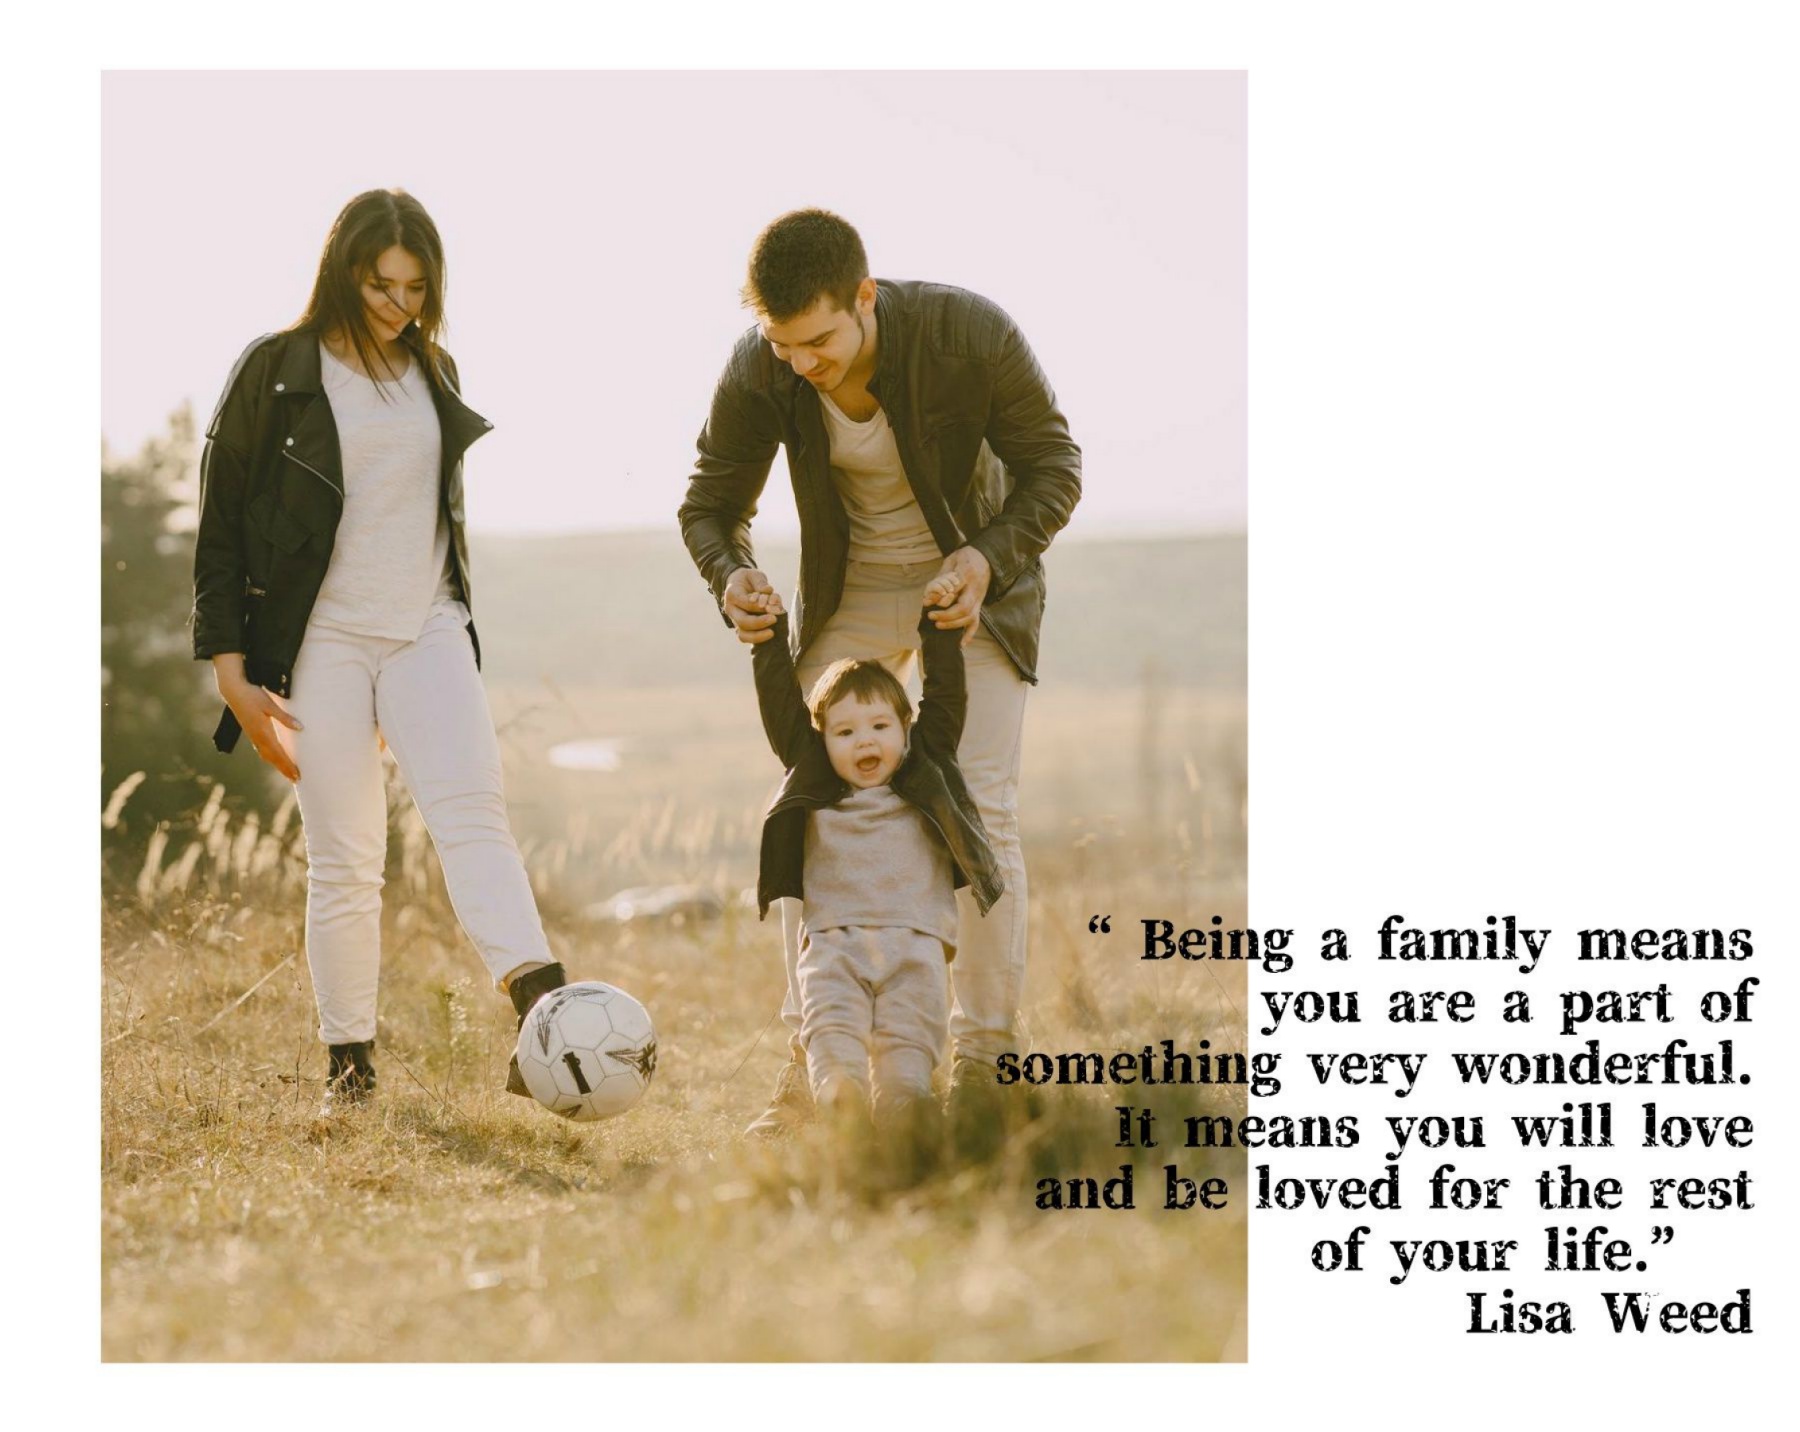 “ Being a family means
you are a part of
something very wonderful.
It means you will love
and be loved for the rest
of your life.”
Lisa Weed